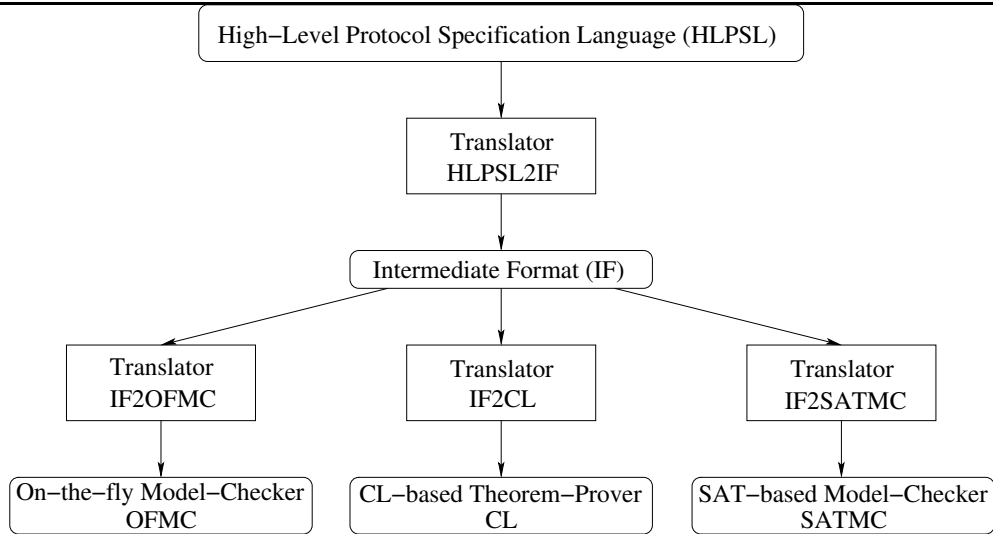 High−Level Protocol Specification Language (HLPSL)
Translator
HLPSL2IF
Intermediate Format (IF)
Translator
IF2OFMC
Translator
IF2CL
Translator
IF2SATMC
On−the−fly Model−Checker
OFMC
CL−based Theorem−Prover
CL
SAT−based Model−Checker
SATMC